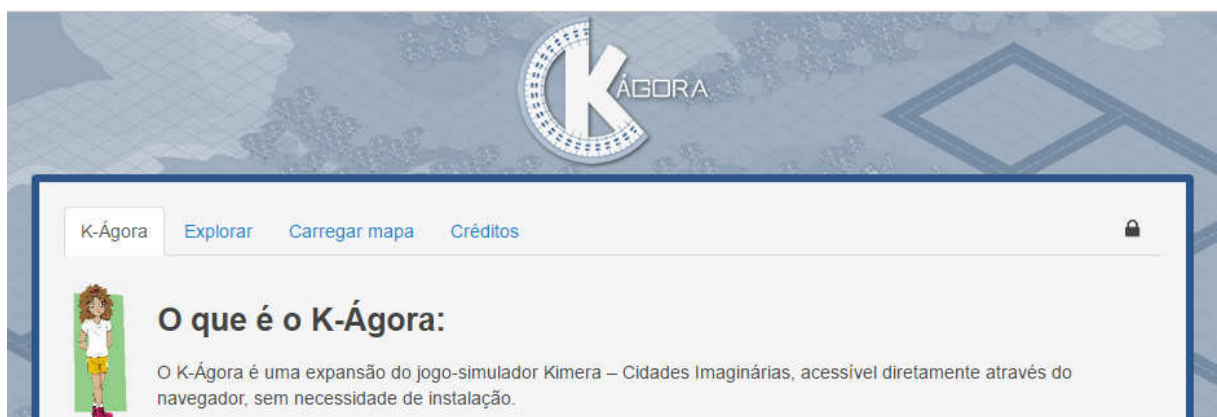 KÁGORA
K-Ágora Explorar Carregar mapa Créditos
O que é o K-Ágora:
O K-Ágora é uma expansão do jogo-simulador Kimera – Cidades Imaginárias, acessível diretamente através do
navegador, sem necessidade de instalação.